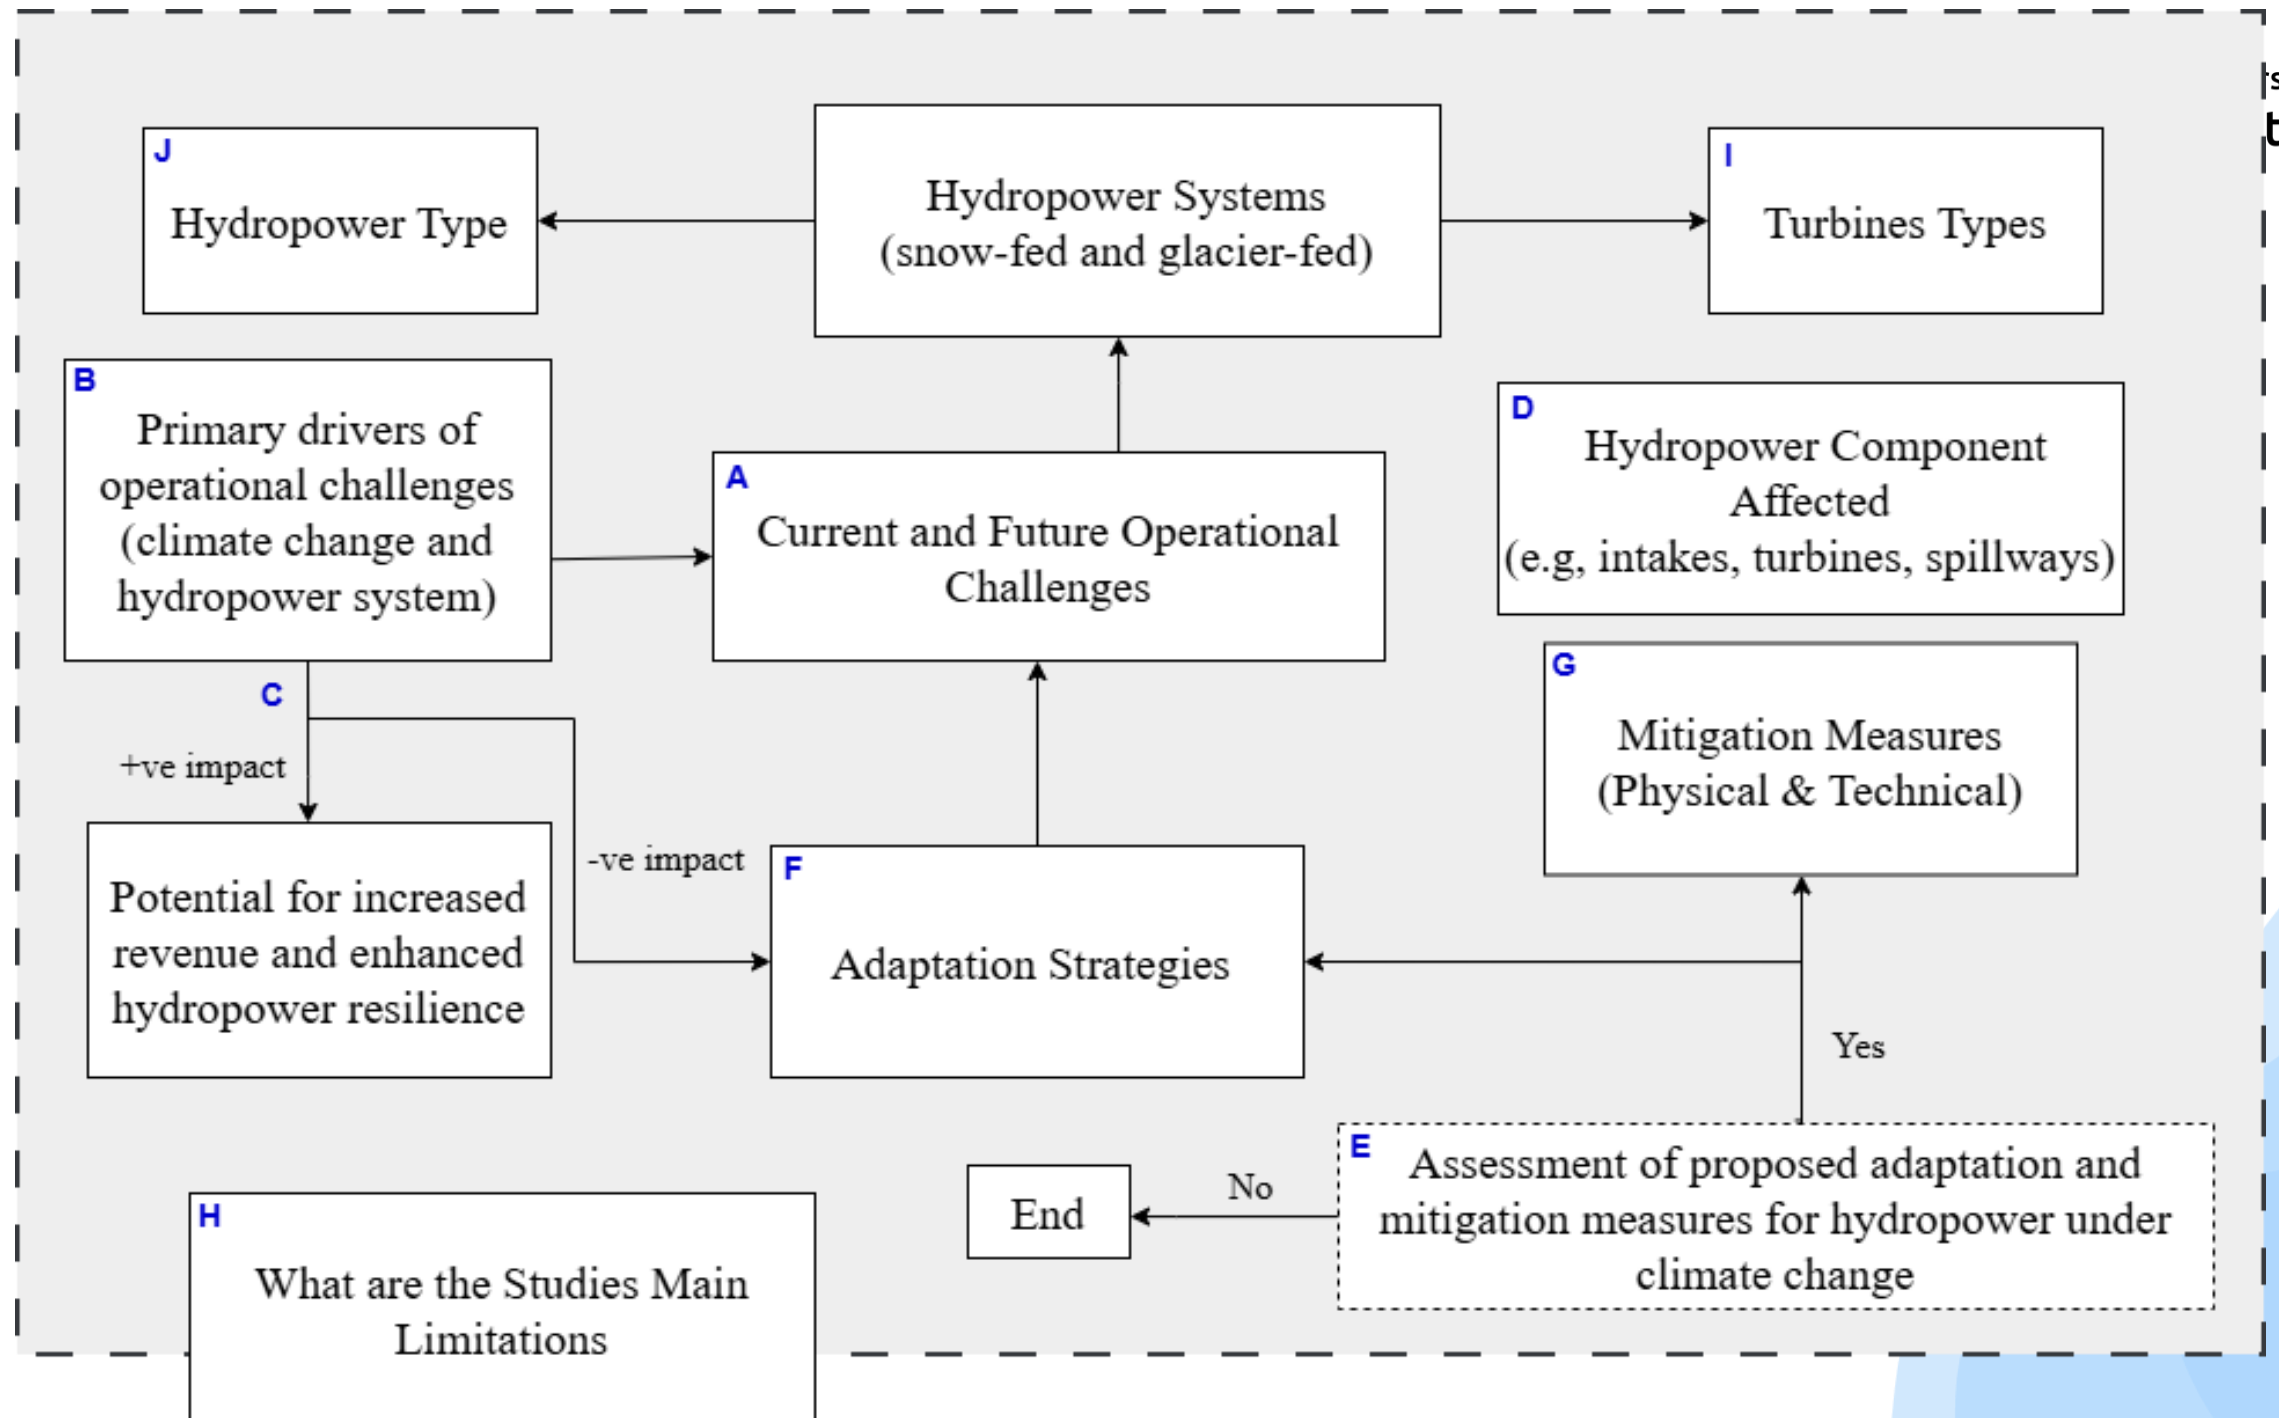 J
Hydropower Type
Hydropower Systems
(snow-fed and glacier-fed)
I
Turbines Types
B
Primary drivers of
operational challenges
(climate change and
hydropower system)
A
Current and Future Operational
Challenges
D
Hydropower Component
Affected
(e.g, intakes, turbines, spillways)
C
+ve impact
-ve impact
G
Mitigation Measures
(Physical & Technical)
Potential for increased
revenue and enhanced
hydropower resilience
F
Adaptation Strategies
Yes
E
Assessment of proposed adaptation and
mitigation measures for hydropower under
climate change
No
End
H
What are the Studies Main
Limitations